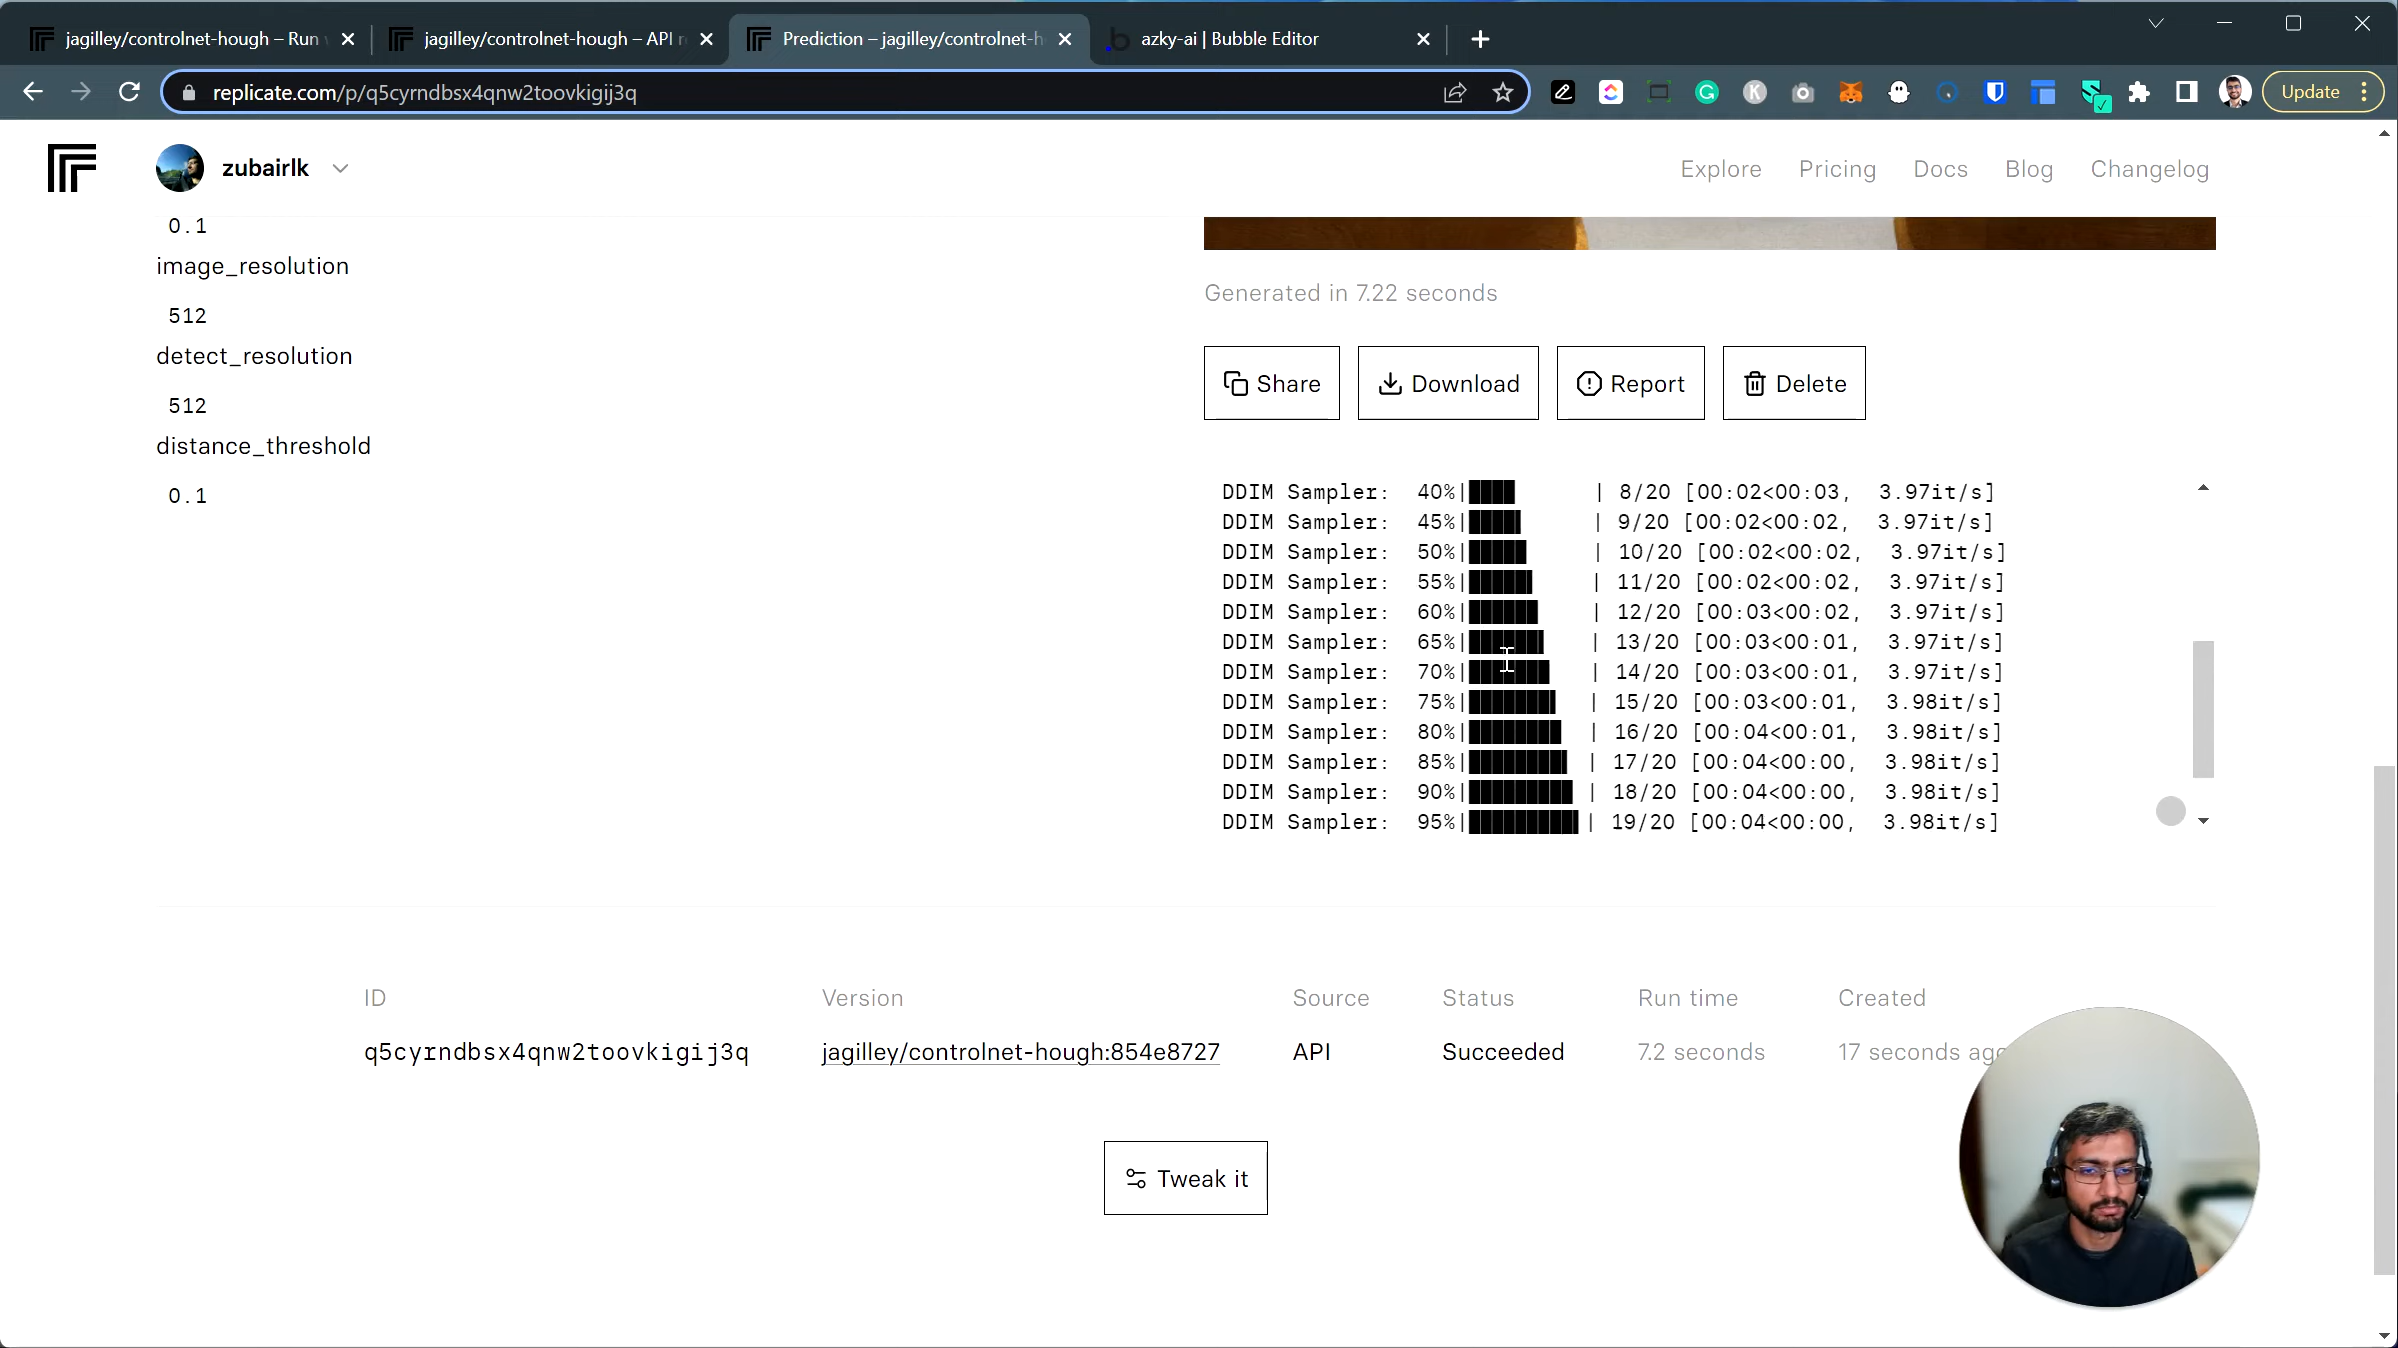 jagilley/controlnet-hough – Run
jagilley/controlnet-hough – API
Prediction – jagilley/controlnet-h
azky-ai | Bubble Editor
replicate.com/p/q5cyrndbsx4qnw2toovkigij3q
Update
zubairlk
Explore
Pricing
Docs
Blog
Changelog
0.1
image_resolution
512
detect_resolution
512
distance_threshold
0.1
Generated in 7.22 seconds
Share
Download
Report
Delete
DDIM Sampler: 40%| | 8/20 [00:02<00:03, 3.97it/s]
DDIM Sampler: 45%| | 9/20 [00:02<00:02, 3.97it/s]
DDIM Sampler: 50%| | 10/20 [00:02<00:02, 3.97it/s]
DDIM Sampler: 55%| | 11/20 [00:02<00:02, 3.97it/s]
DDIM Sampler: 60%| | 12/20 [00:03<00:02, 3.97it/s]
DDIM Sampler: 65%| | 13/20 [00:03<00:01, 3.97it/s]
DDIM Sampler: 70%| | 14/20 [00:03<00:01, 3.97it/s]
DDIM Sampler: 75%| | 15/20 [00:03<00:01, 3.98it/s]
DDIM Sampler: 80%| | 16/20 [00:04<00:01, 3.98it/s]
DDIM Sampler: 85%| | 17/20 [00:04<00:00, 3.98it/s]
DDIM Sampler: 90%| | 18/20 [00:04<00:00, 3.98it/s]
DDIM Sampler: 95%| | 19/20 [00:04<00:00, 3.98it/s]
ID
Version
Source
Status
Run time
Created
q5cyrndbsx4qnw2toovkigij3q
jagilley/controlnet-hough:854e8727
API
Succeeded
7.2 seconds
17 seconds ago
Tweak it